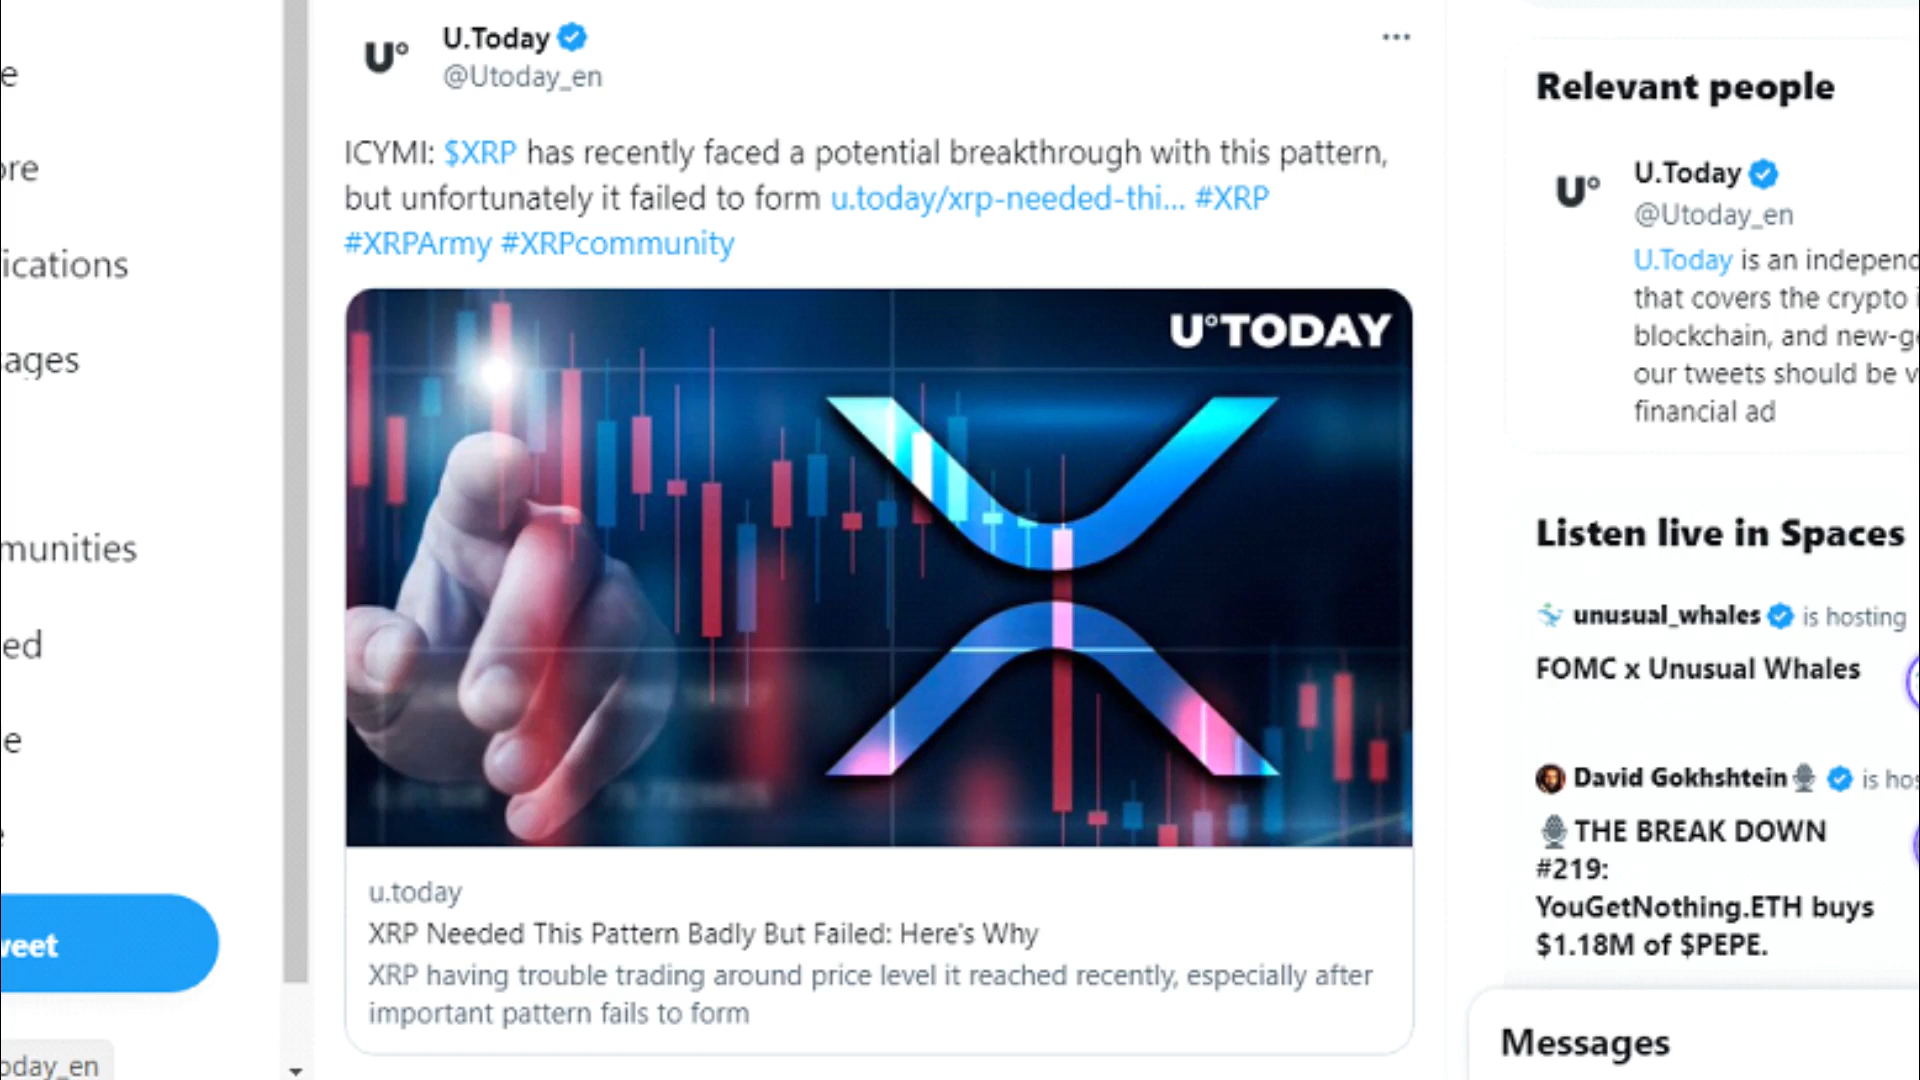 e
ore
ications
ages
munities
ed
e
weet
oday_en
U°
U.Today
@Utoday_en
ICYMI: $XRP has recently faced a potential breakthrough with this pattern,
but unfortunately it failed to form u.today/xrp-needed-thi... #XRP
#XRPArmy #XRPcommunity
U°TODAY
u.today
XRP Needed This Pattern Badly But Failed: Here's Why
XRP having trouble trading around price level it reached recently, especially after
important pattern fails to form
Relevant people
U°
U.Today
@Utoday_en
U.Today is an independ
that covers the crypto i
blockchain, and new-g
our tweets should be v
financial ad
Listen live in Spaces
unusual_whales is hosting
FOMC x Unusual Whales
David Gokhshtein is hos
THE BREAK DOWN
#219:
YouGetNothing.ETH buys
$1.18M of $PEPE.
Messages